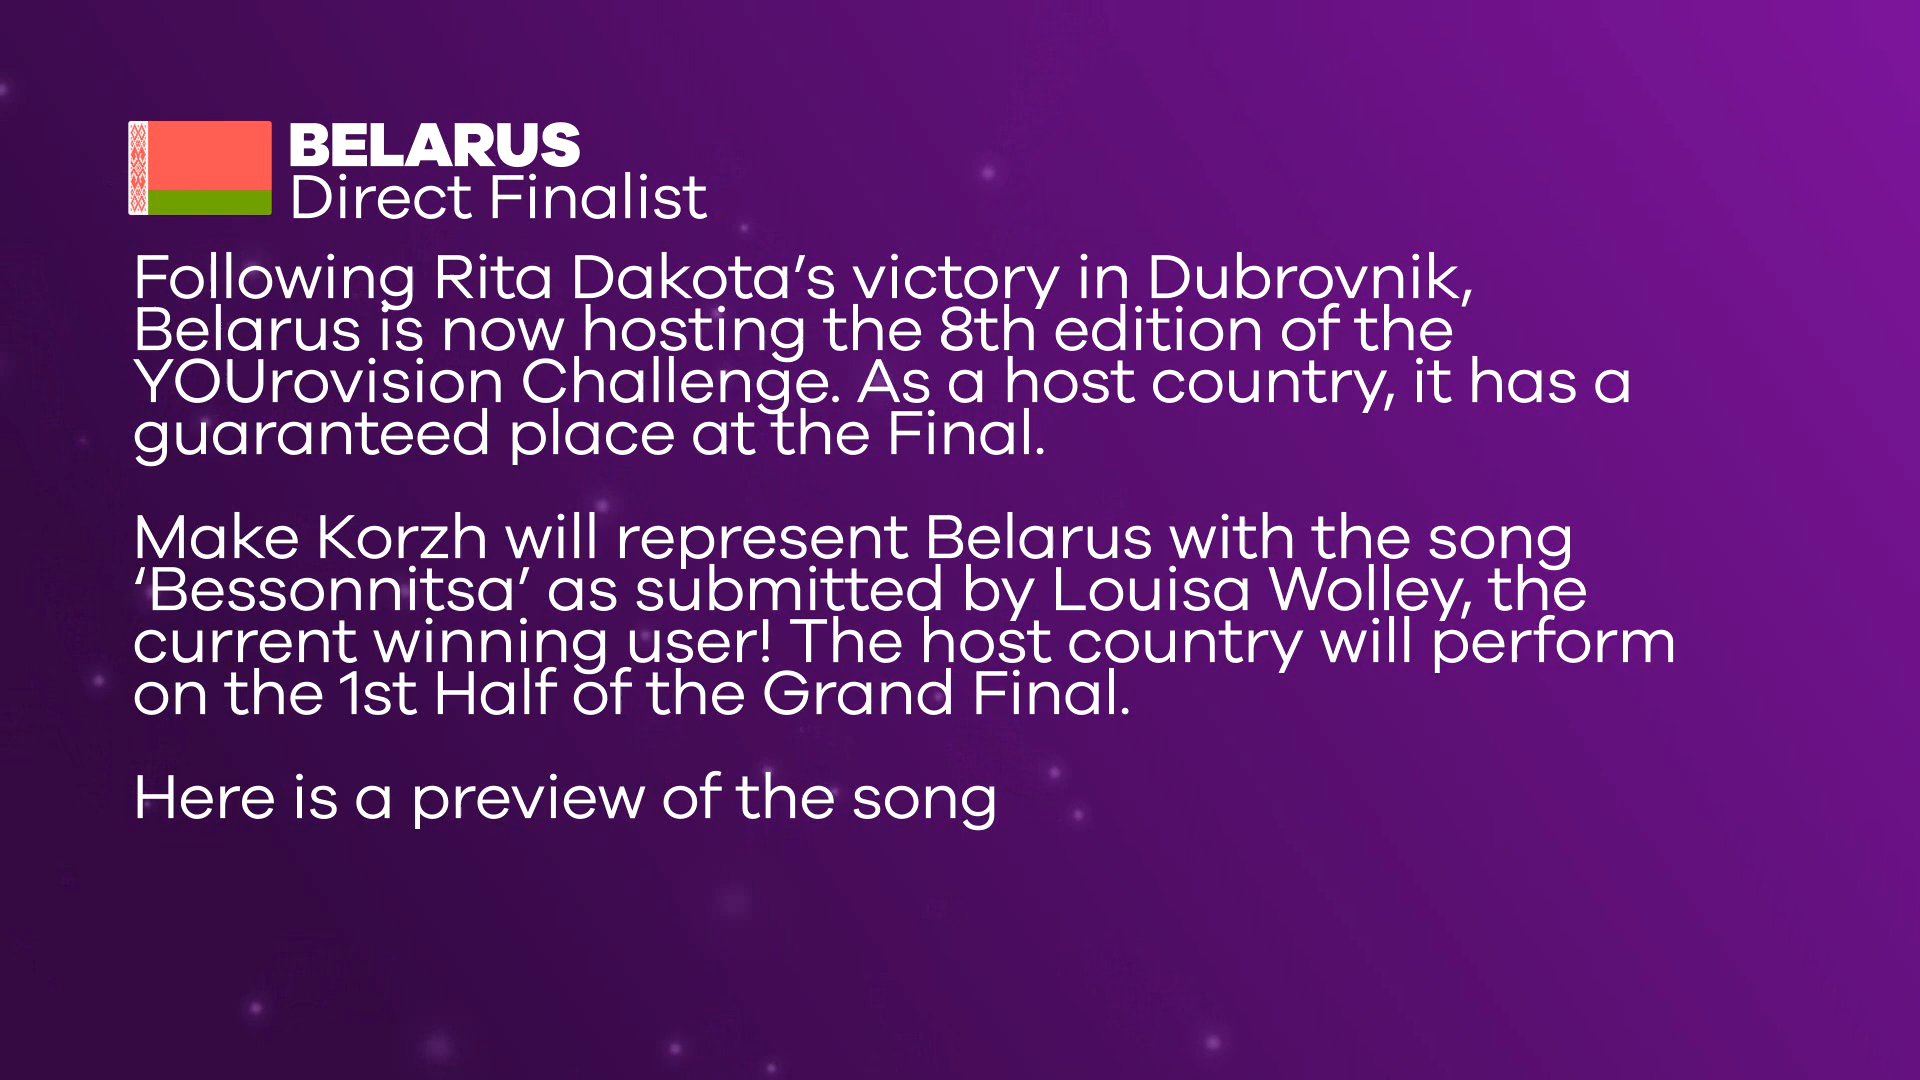 BELARUS
Direct Finalist
Following Rita Dakota’s victory in Dubrovnik,
Belarus is now hosting the 8th edition of the
YOUrovision Challenge. As a host country, it has a
guaranteed place at the Final.
Make Korzh will represent Belarus with the song
‘Bessonnitsa’ as submitted by Louisa Wolley, the
current winning user! The host country will perform
on the 1st Half of the Grand Final.
Here is a preview of the song